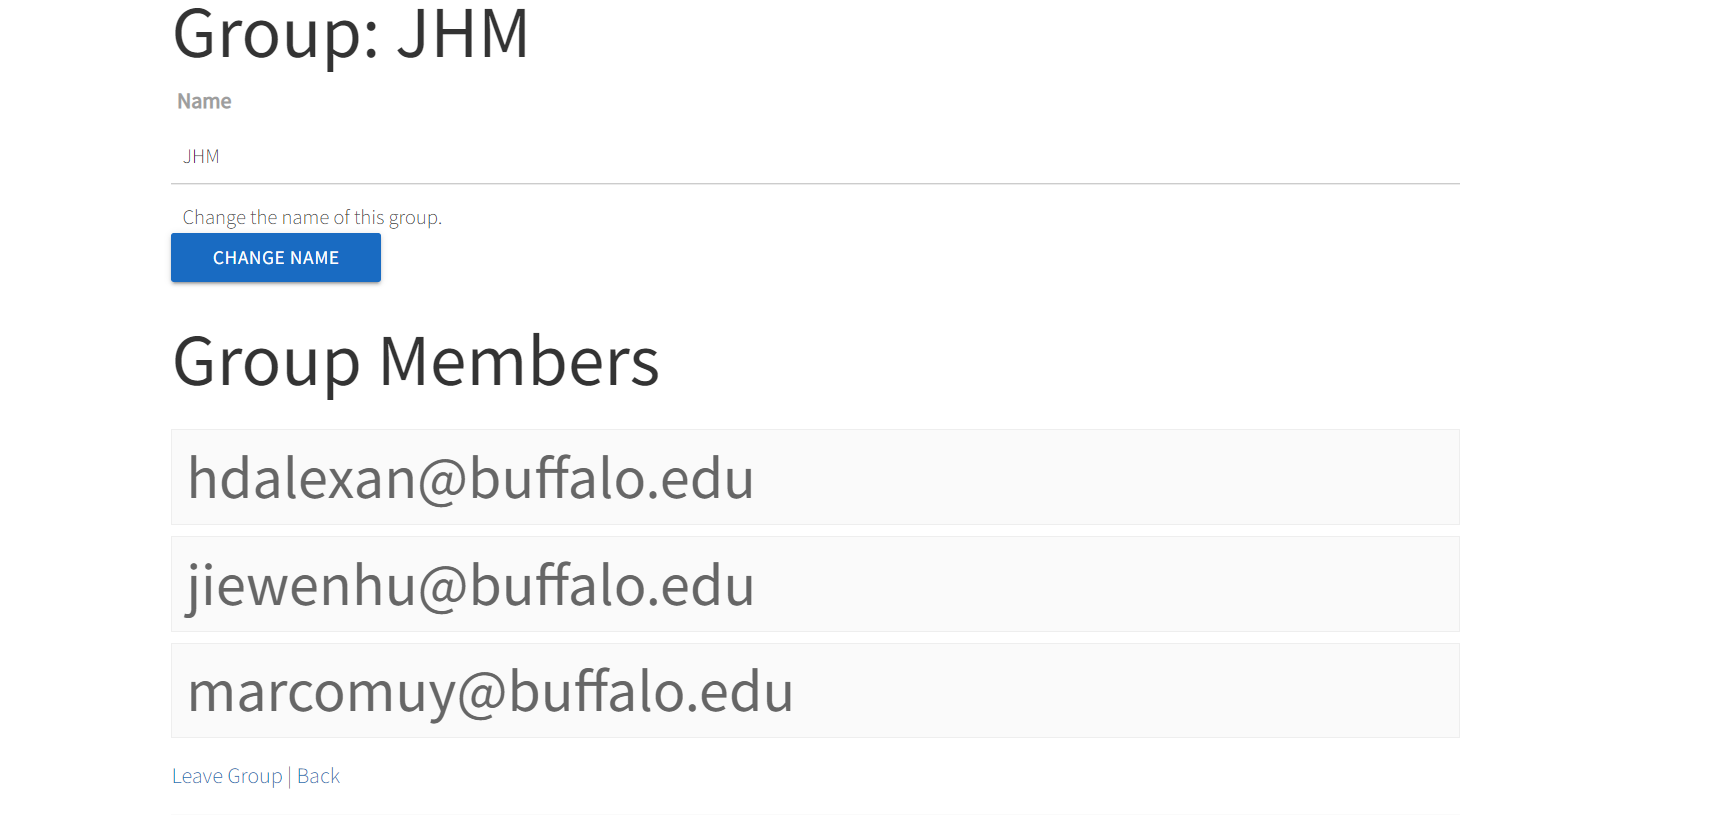 Group: JHM
Name
JHM
Change the name of this group.
CHANGE NAME
Group Members
hdalexan@buffalo.edu
jiewenhu@buffalo.edu
marcomuy@buffalo.edu
Leave Group | Back